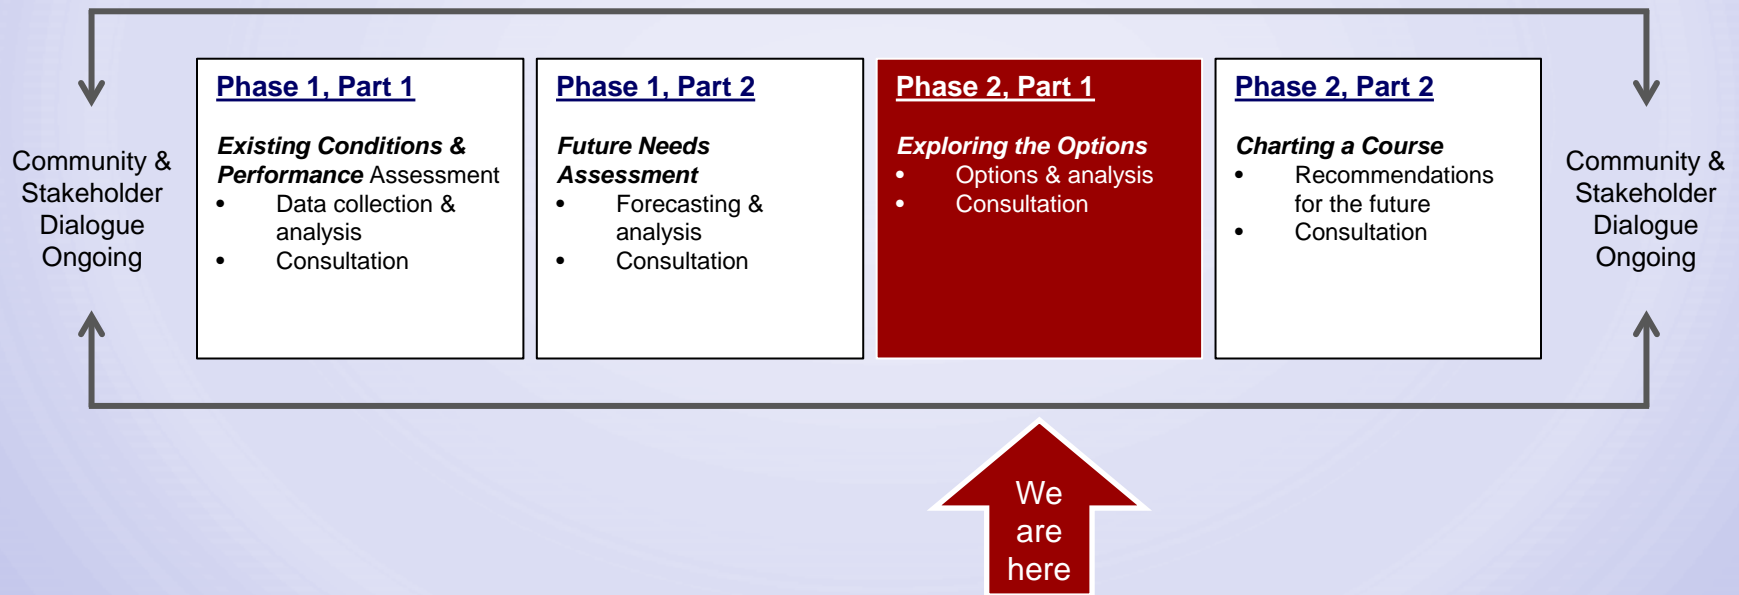 Community &
Stakeholder
Dialogue
Ongoing
Phase 1, Part 1
Existing Conditions &
Performance Assessment
• Data collection &
analysis
• Consultation
Phase 1, Part 2
Future Needs
Assessment
• Forecasting &
analysis
• Consultation
Phase 2, Part 1
Exploring the Options
• Options & analysis
• Consultation
Phase 2, Part 2
Charting a Course
• Recommendations
for the future
• Consultation
Community &
Stakeholder
Dialogue
Ongoing
We
are
here